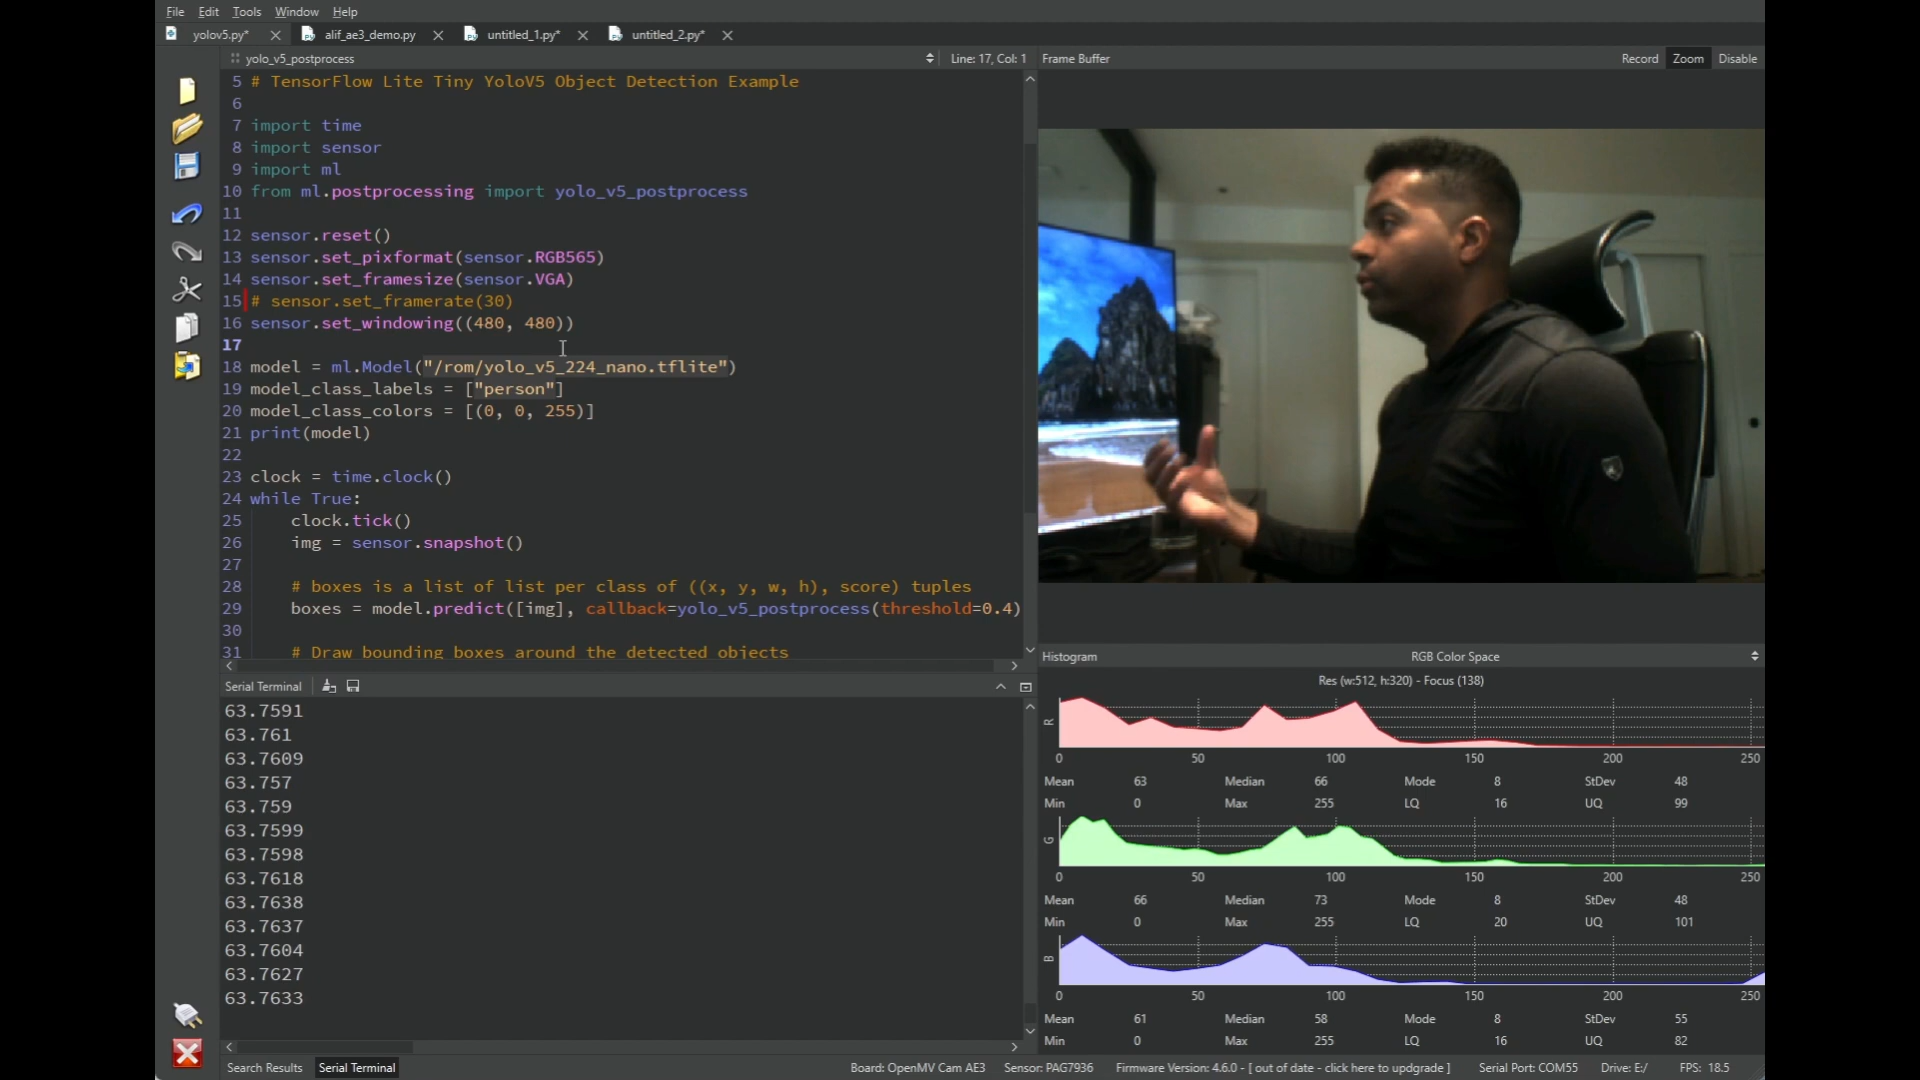 File Edit Tools Window Help
yolov5.py* alif_ae3_demo.py untitled_1.py* untitled_2.py*
yolo_v5_postprocess Line: 17, Col: 1 Frame Buffer Record Zoom Disable
5 # TensorFlow Lite Tiny YoloV5 Object Detection Example
6
7 import time
8 import sensor
9 import ml
10 from ml.postprocessing import yolo_v5_postprocess
11
12 sensor.reset()
13 sensor.set_pixformat(sensor.RGB565)
14 sensor.set_framesize(sensor.VGA)
15 # sensor.set_framerate(30)
16 sensor.set_windowing((480, 480))
17
18 model = ml.Model("/rom/yolo_v5_224_nano.tflite")
19 model_class_labels = ["person"]
20 model_class_colors = [(0, 0, 255)]
21 print(model)
22
23 clock = time.clock()
24 while True:
25 clock.tick()
26 img = sensor.snapshot()
27
28 # boxes is a list of list per class of ((x, y, w, h), score) tuples
29 boxes = model.predict([img], callback=yolo_v5_postprocess(threshold=0.4)
30
31 # Draw bounding boxes around the detected objects
Serial Terminal
63.7591
63.761
63.7609
63.757
63.759
63.7599
63.7598
63.7618
63.7638
63.7637
63.7604
63.7627
63.7633
Histogram RGB Color Space
Res (w:512, h:320) - Focus (138)
R
0 50 100 150 200 250
Mean 63 Median 66 Mode 8 StDev 48
Min 0 Max 255 LQ 16 UQ 99
G
0 50 100 150 200 250
Mean 66 Median 73 Mode 8 StDev 48
Min 0 Max 255 LQ 20 UQ 101
B
0 50 100 150 200 250
Mean 61 Median 58 Mode 8 StDev 55
Min 0 Max 255 LQ 16 UQ 82
Search Results Serial Terminal Board: OpenMV Cam AE3 Sensor: PAG7936 Firmware Version: 4.6.0 - [ out of date - click here to updgrade ] Serial Port: COM55 Drive: E:/ FPS: 18.5